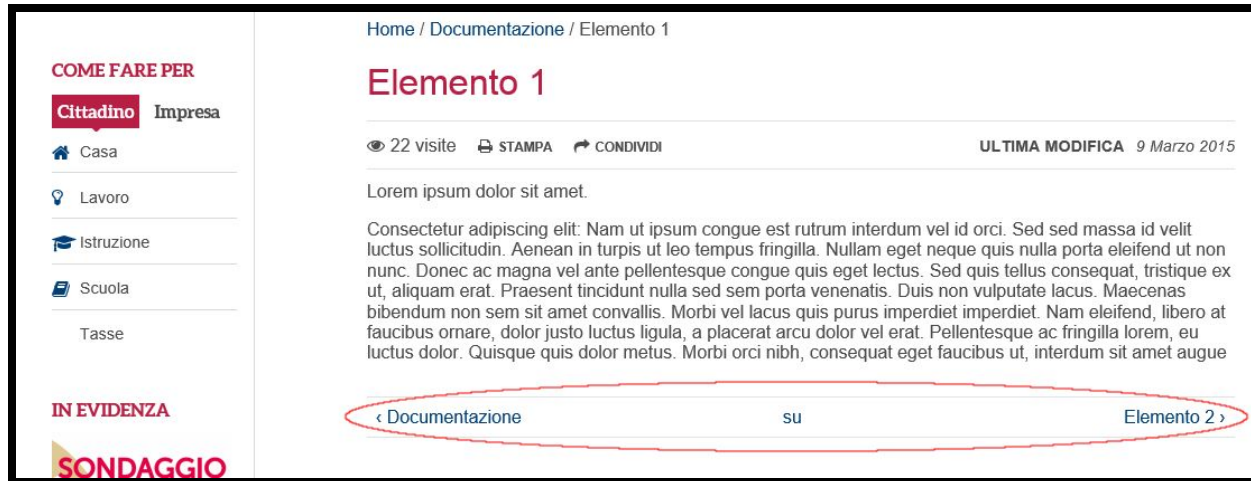 Home / Documentazione / Elemento 1
COME FARE PER
Cittadino Impresa
Casa
Lavoro
Istruzione
Scuola
Tasse
IN EVIDENZA
SONDAGGIO
Elemento 1
22 visite STAMPA CONDIVIDI ULTIMA MODIFICA 9 Marzo 2015
Lorem ipsum dolor sit amet.
Consectetur adipiscing elit: Nam ut ipsum congue est rutrum interdum vel id orci. Sed sed massa id velit
luctus sollicitudin. Aenean in turpis ut leo tempus fringilla. Nullam eget neque quis nulla porta eleifend ut non
nunc. Donec ac magna vel ante pellentesque congue quis eget lectus. Sed quis tellus consequat, tristique ex
ut, aliquam erat. Praesent tincidunt nulla sed sem porta venenatis. Duis non vulputate lacus. Maecenas
bibendum non sem sit amet convallis. Morbi vel lacus quis purus imperdiet imperdiet. Nam eleifend, libero at
faucibus ornare, dolor justo luctus ligula, a placerat arcu dolor vel erat. Pellentesque ac fringilla lorem, eu
luctus dolor. Quisque quis dolor metus. Morbi orci nibh, consequat eget faucibus ut, interdum sit amet augue
‹ Documentazione su Elemento 2 ›